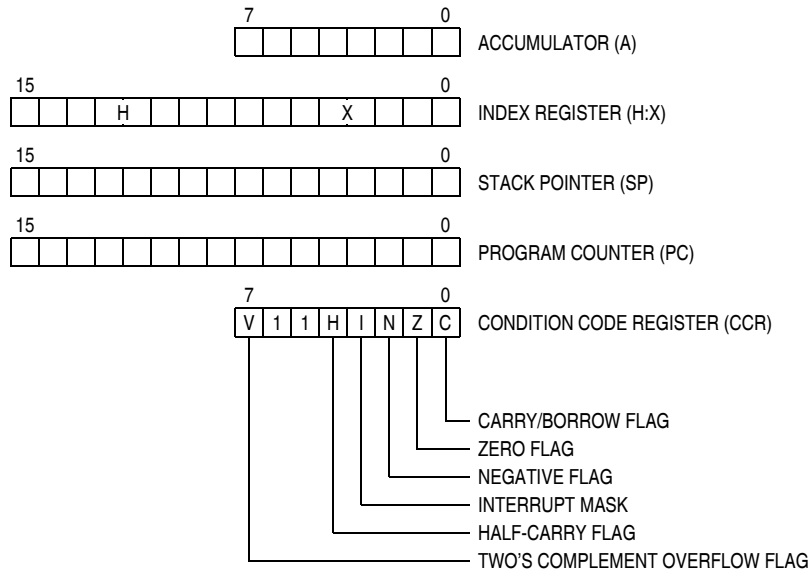 7 0
ACCUMULATOR (A)
15 0
H X INDEX REGISTER (H:X)
15 0
STACK POINTER (SP)
15 0
PROGRAM COUNTER (PC)
7 0
V 1 1 H I N Z C CONDITION CODE REGISTER (CCR)
CARRY/BORROW FLAG
ZERO FLAG
NEGATIVE FLAG
INTERRUPT MASK
HALF-CARRY FLAG
TWO'S COMPLEMENT OVERFLOW FLAG